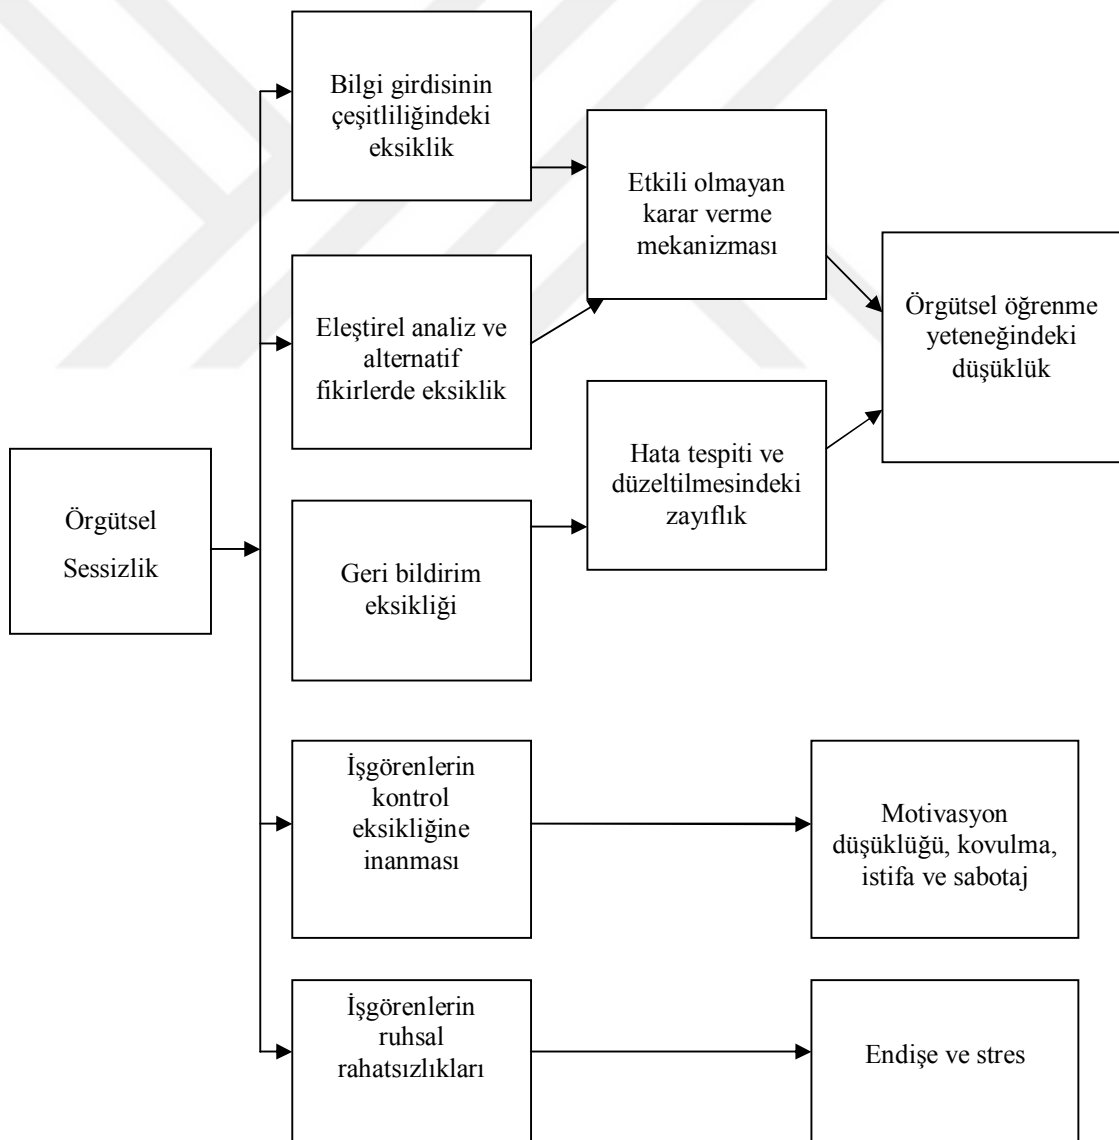 Bilgi girdisinin
çeşitliliğindeki
eksiklik
Etkili olmayan
karar verme
mekanizması
Eleştirel analiz ve
alternatif
fikirlerde eksiklik
Örgütsel öğrenme
yeteneğindeki
düşüklük
Hata tespiti ve
düzeltilmesindeki
zayıflık
Örgütsel
Sessizlik
Geri bildirim
eksikliği
İşgörenlerin
kontrol
eksikliğine
inanması
Motivasyon
düşüklüğü, kovulma,
istifa ve sabotaj
İşgörenlerin
ruhsal
rahatsızlıkları
Endişe ve stres